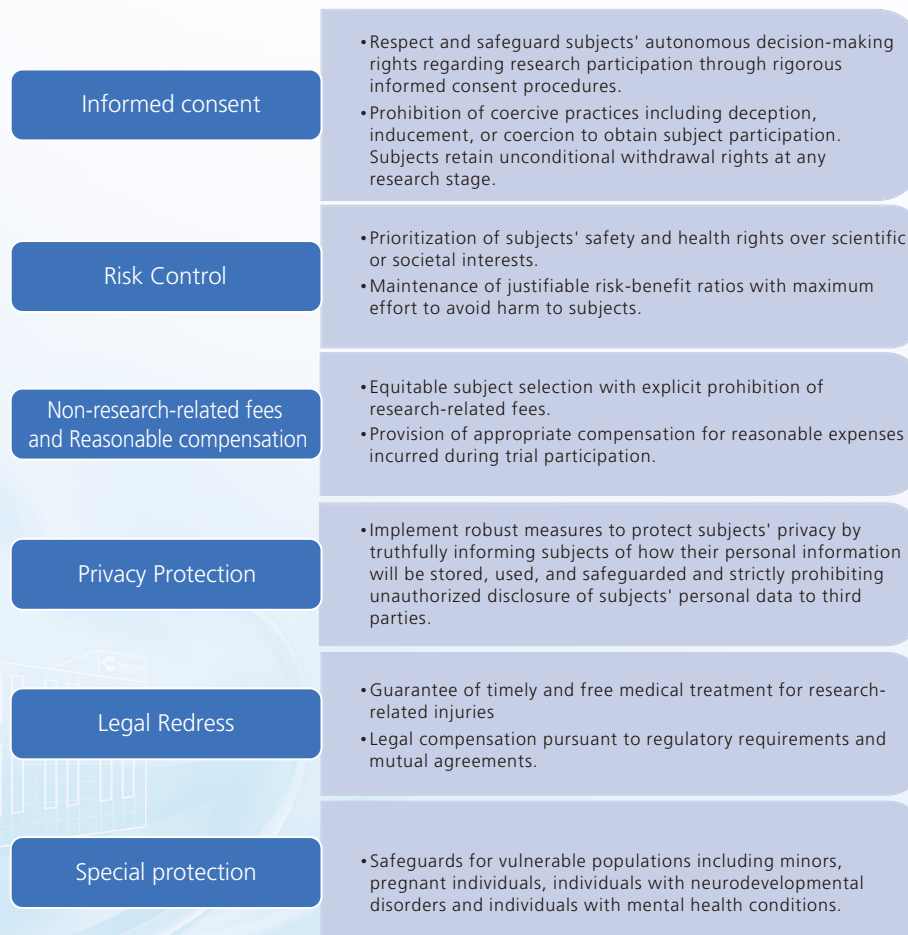 Informed consent
•Respect and safeguard subjects' autonomous decision-making
rights regarding research participation through rigorous
informed consent procedures.
•Prohibition of coercive practices including deception,
inducement, or coercion to obtain subject participation.
Subjects retain unconditional withdrawal rights at any
research stage.
Risk Control
•Prioritization of subjects' safety and health rights over scientific
or societal interests.
•Maintenance of justifiable risk-benefit ratios with maximum
effort to avoid harm to subjects.
Non-research-related fees
and Reasonable compensation
•Equitable subject selection with explicit prohibition of
research-related fees.
•Provision of appropriate compensation for reasonable expenses
incurred during trial participation.
Privacy Protection
•Implement robust measures to protect subjects' privacy by
truthfully informing subjects of how their personal information
will be stored, used, and safeguarded and strictly prohibiting
unauthorized disclosure of subjects' personal data to third
parties.
Legal Redress
•Guarantee of timely and free medical treatment for research-
related injuries
•Legal compensation pursuant to regulatory requirements and
mutual agreements.
Special protection
•Safeguards for vulnerable populations including minors,
pregnant individuals, individuals with neurodevelopmental
disorders and individuals with mental health conditions.